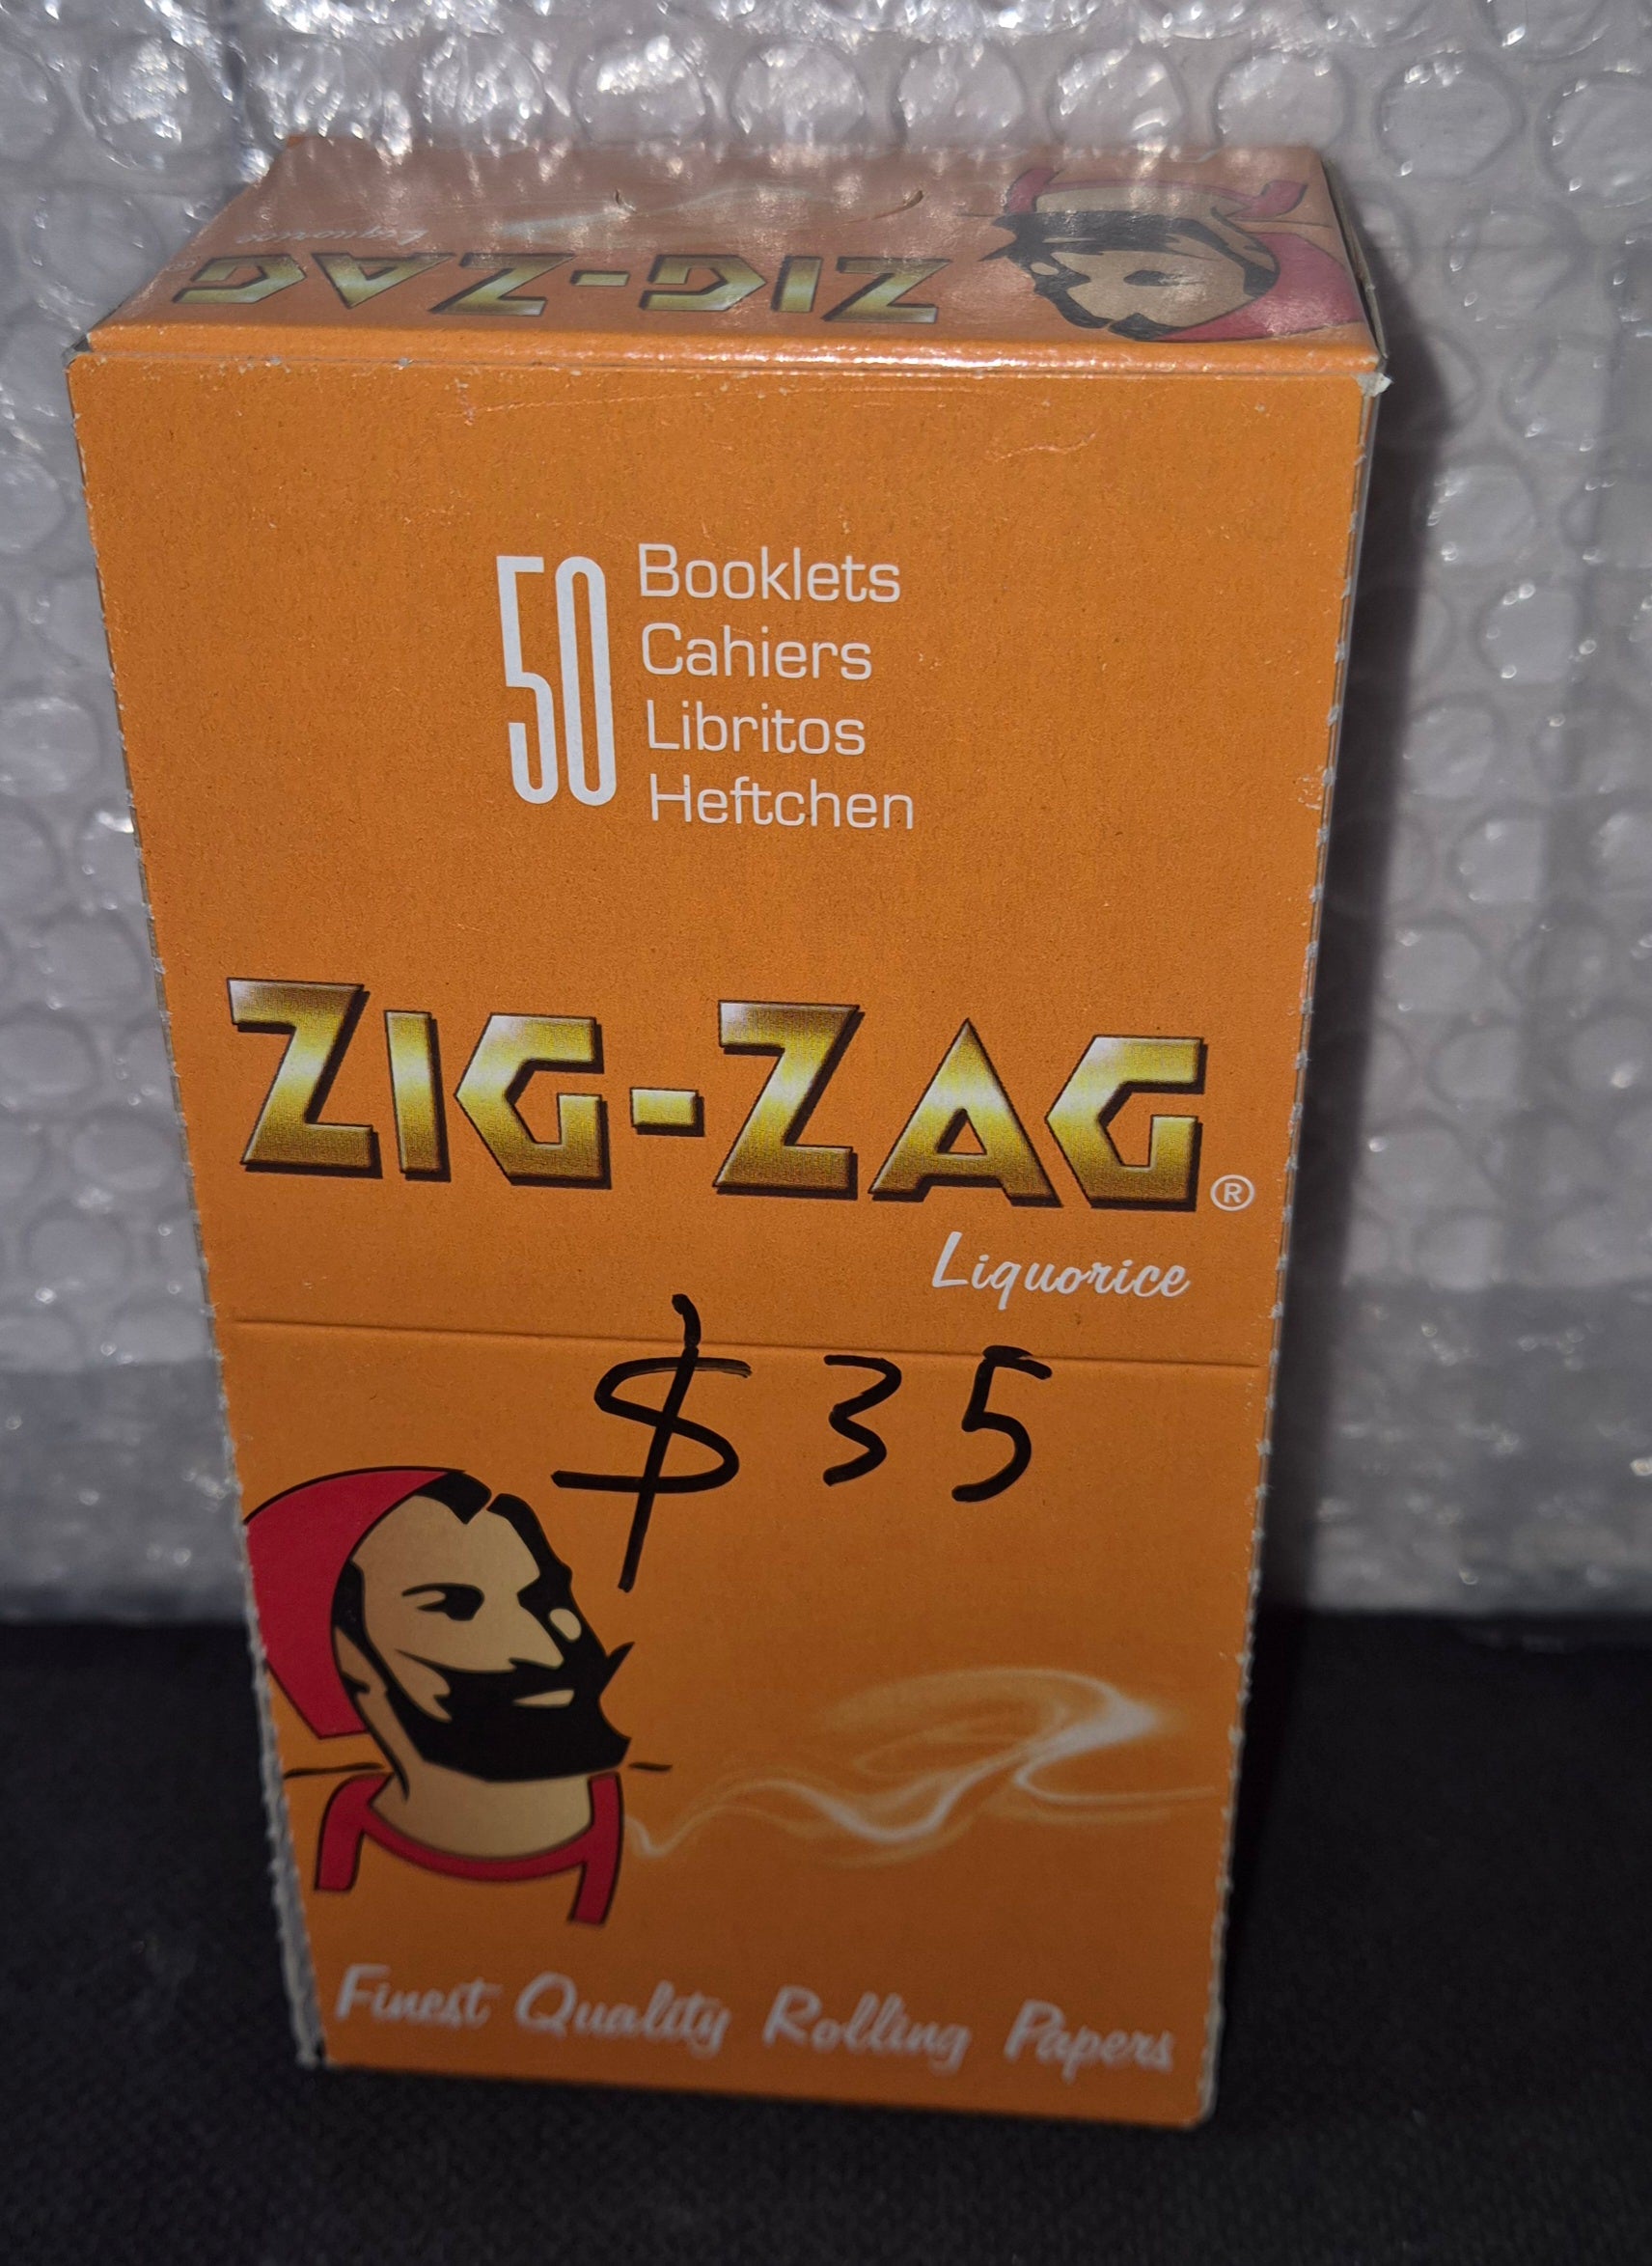 Liquorice
ZIG-ZAG
50
Booklets
Cahiers
Libritos
Heftchen
ZIG-ZAG®
Liquorice
$35
Finest Quality Rolling Papers